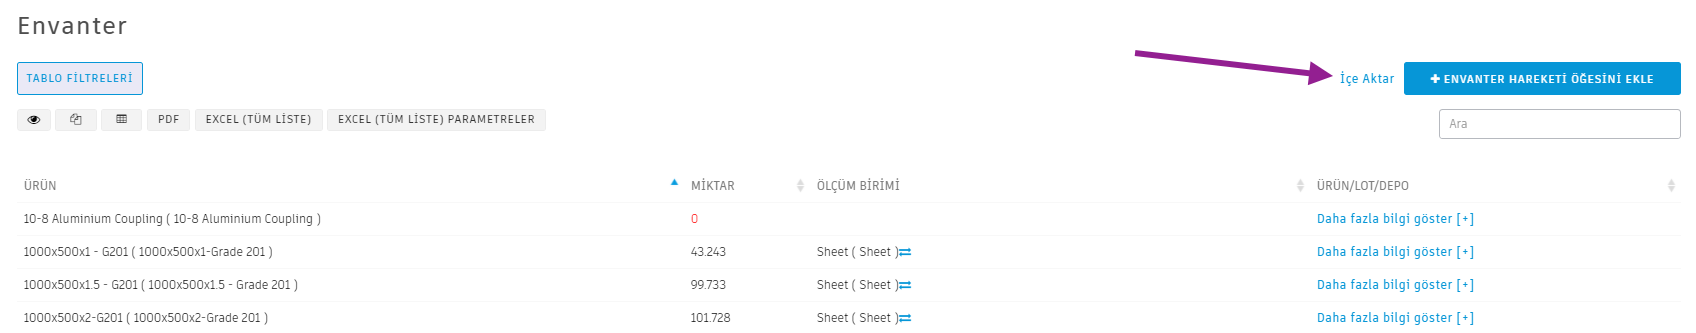 Envanter
TABLO FİLTRELERİ
İçe Aktar
+ ENVANTER HAREKETİ ÖĞESİNİ EKLE
PDF EXCEL (TÜM LİSTE) EXCEL (TÜM LİSTE) PARAMETRELER
Ara
ÜRÜN MİKTAR ÖLÇÜM BİRİMİ ÜRÜN/LOT/DEPO
10-8 Aluminium Coupling ( 10-8 Aluminium Coupling ) 0 Daha fazla bilgi göster [+]
1000x500x1 - G201 ( 1000x500x1-Grade 201 ) 43.243 Sheet ( Sheet ) Daha fazla bilgi göster [+]
1000x500x1.5 - G201 ( 1000x500x1.5 - Grade 201 ) 99.733 Sheet ( Sheet ) Daha fazla bilgi göster [+]
1000x500x2-G201 ( 1000x500x2-Grade 201 ) 101.728 Sheet ( Sheet ) Daha fazla bilgi göster [+]